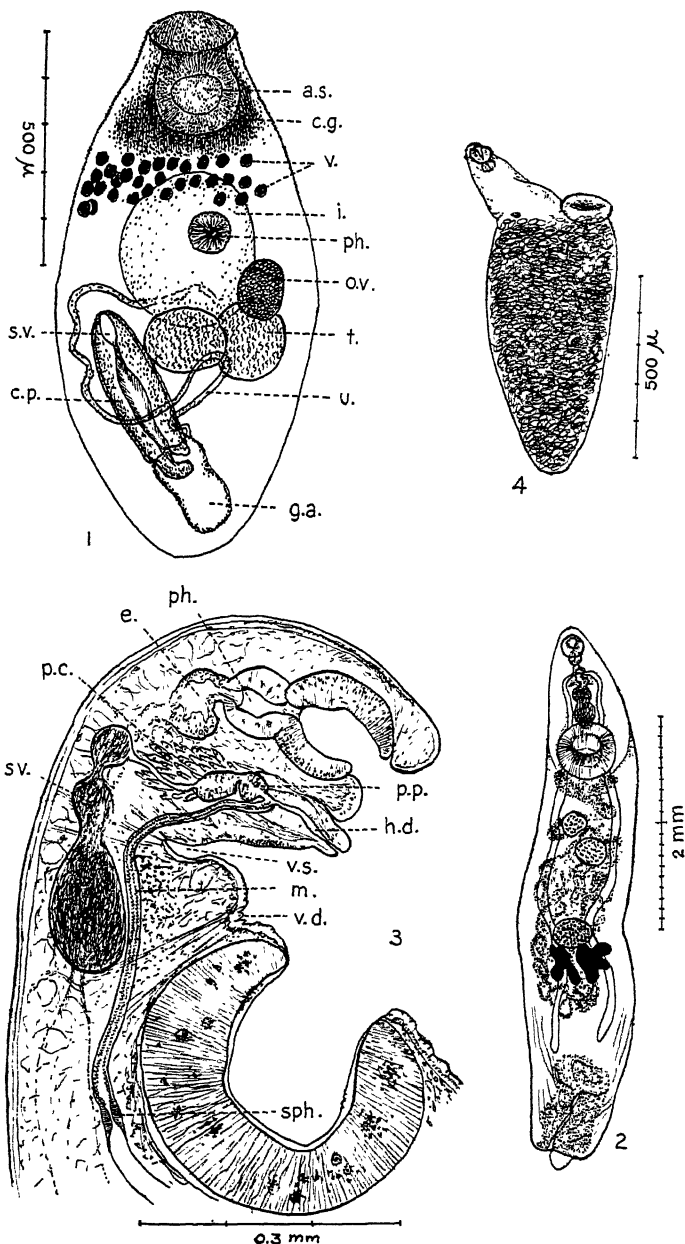 500 µ
a.s.
c.g.
v.
i.
ph.
o.v.
s.v.
t.
c.p.
u.
g.a.
1
500 µ
4
ph.
e.
p.c.
s.v.
p.p.
h.d.
v.s.
m.
v.d.
3
sph.
0.3 mm
2 mm
2